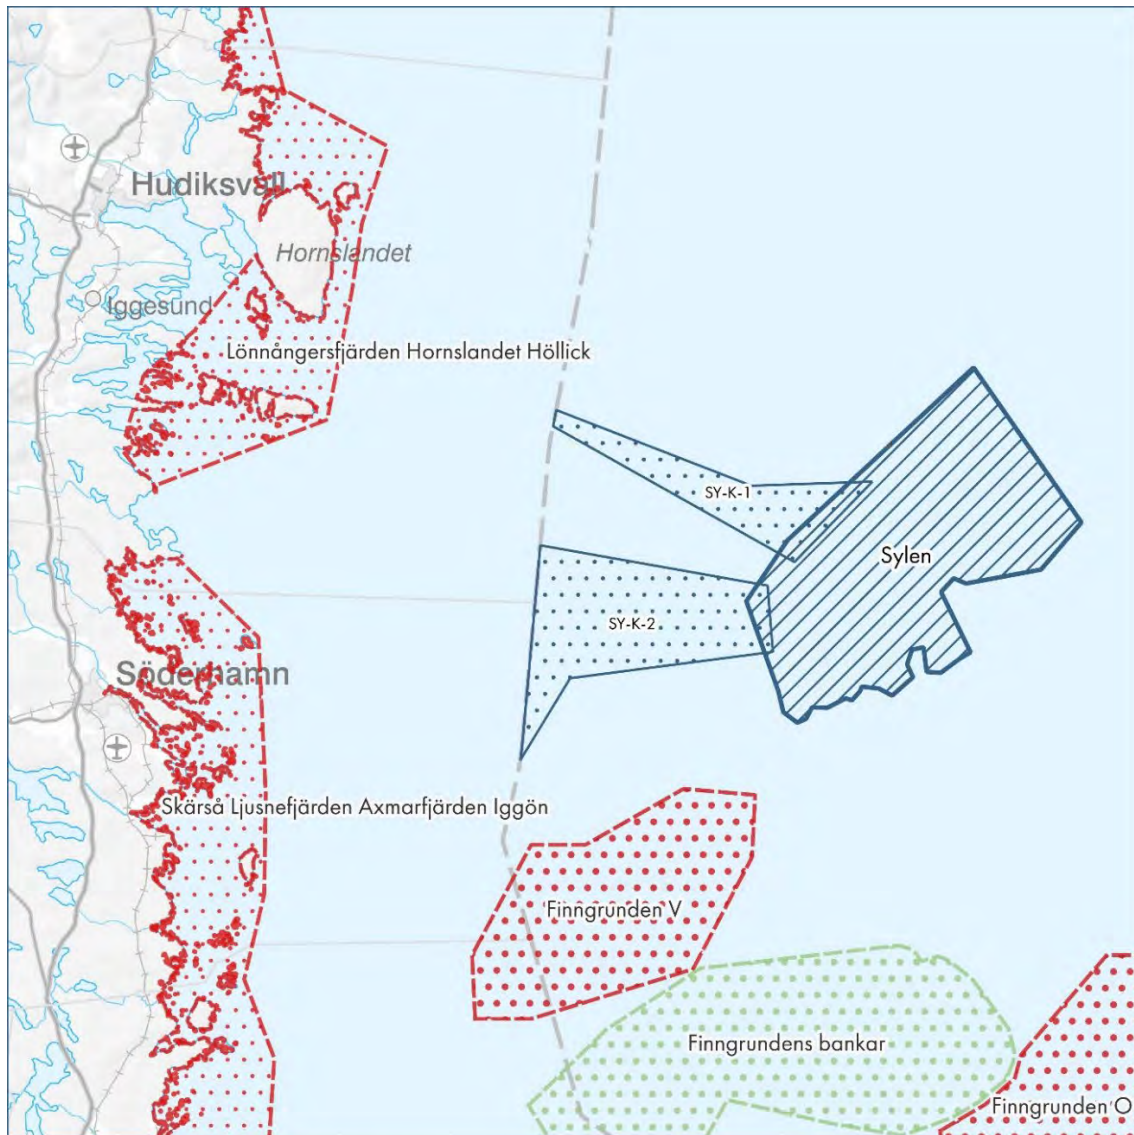 Hudiksvall
Hornslandet
Iggesund
Lönnångersfjärden Hornslandet Höllick
SY-K-1
Sylen
SY-K-2
Söderhamn
Skärså Ljusnefjärden Axmarfjärden Iggön
Finngrunden V
Finngrundens bankar
Finngrunden O